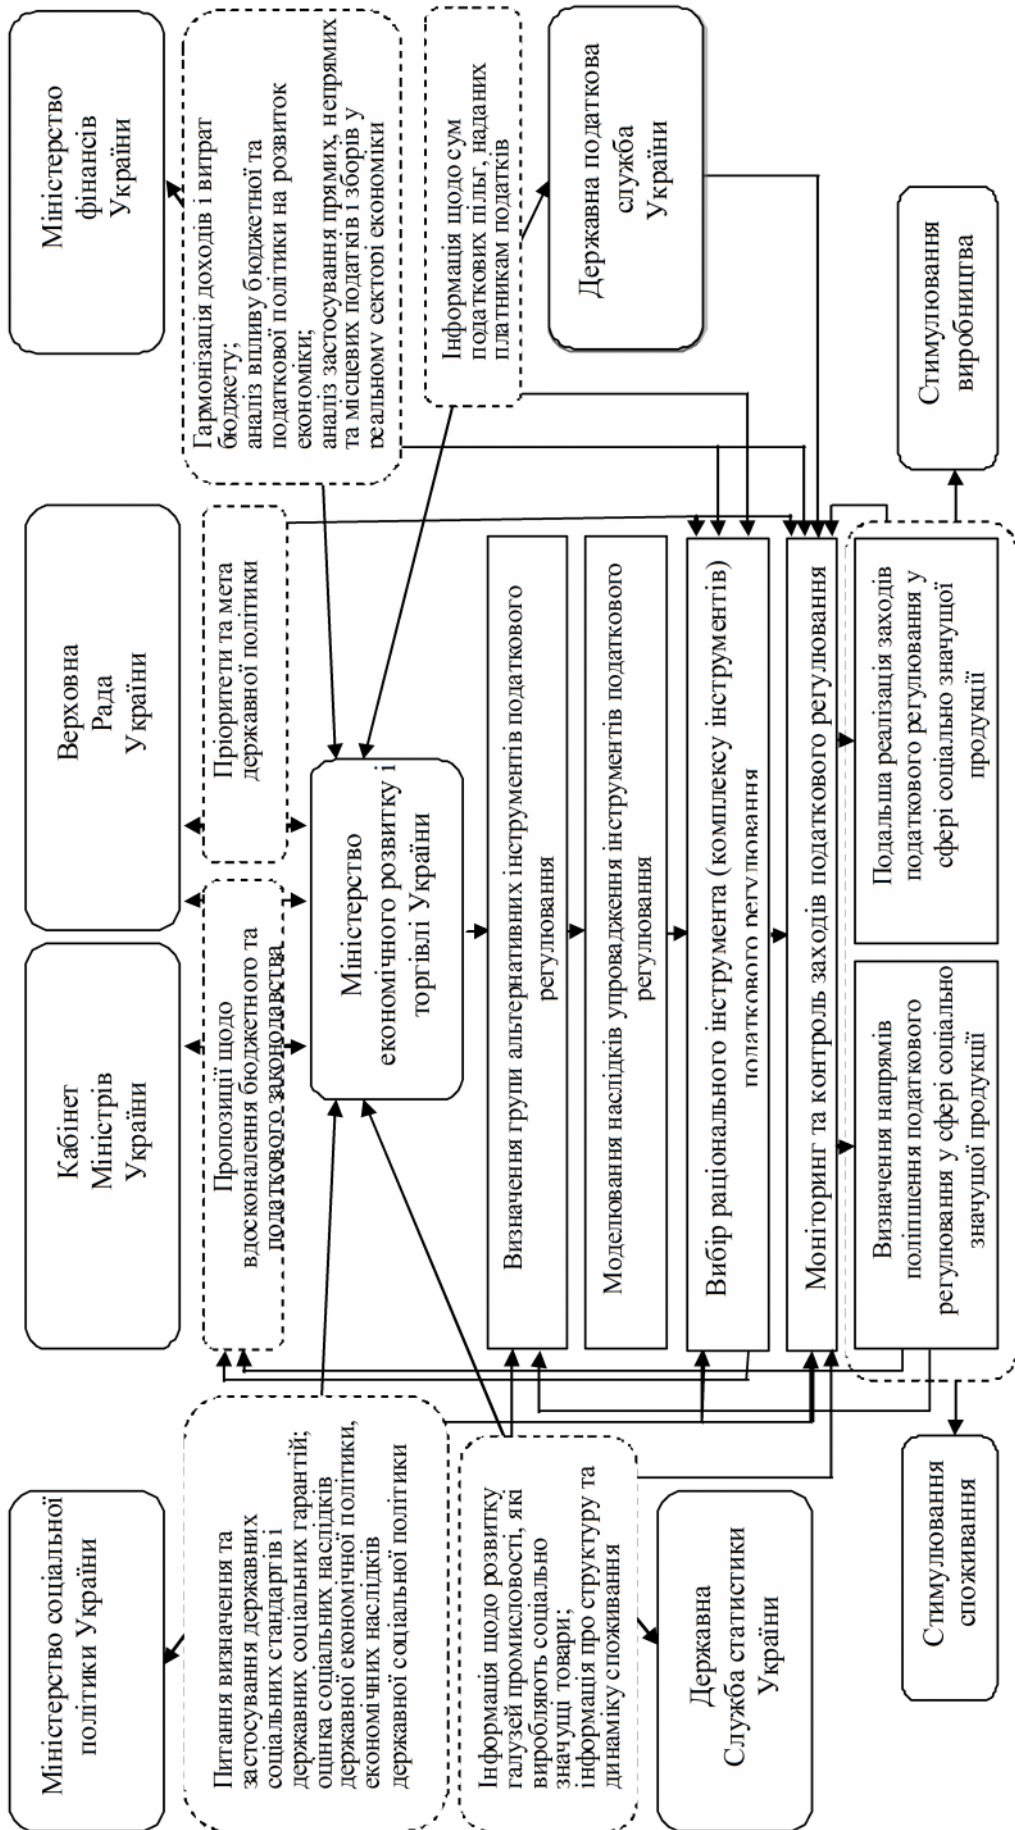 Міністерство соціальної
політики України
Кабінет
Міністрів
України
Верховна
Рада
України
Міністерство
фінансів
України
Питання визначення та
застосування державних
соціальних стандартів і
державних соціальних гарантій;
оцінка соціальних наслідків
державної економічної політики,
економічних наслідків
державної соціальної політики
Пропозиції щодо
вдосконалення бюджетного та
податкового законодавства
Пріоритети та мета
державної політики
Гармонізація доходів і витрат
бюджету;
аналіз впливу бюджетної та
податкової політики на розвиток
економіки;
аналіз застосування прямих, непрямих
та місцевих податків і зборів у
реальному секторі економіки
Міністерство
економічного розвитку і
торгівлі України
Інформація щодо розвитку
галузей промисловості, які
виробляють соціально
значущі товари;
інформація про структуру та
динаміку споживання
Інформація щодо сум
податкових пільг, наданих
платникам податків
Державна
Служба статистики
України
Державна податкова
служба
України
Визначення групи альтернативних інструментів податкового
регулювання
Моделювання наслідків упровадження інструментів податкового
регулювання
Вибір раціонального інструмента (комплексу інструментів)
податкового регулювання
Моніторинг та контроль заходів податкового регулювання
Визначення напрямів
поліпшення податкового
регулювання у сфері соціально
значущої продукції
Подальша реалізація заходів
податкового регулювання у
сфері соціально значущої
продукції
Стимулювання
споживання
Стимулювання
виробництва